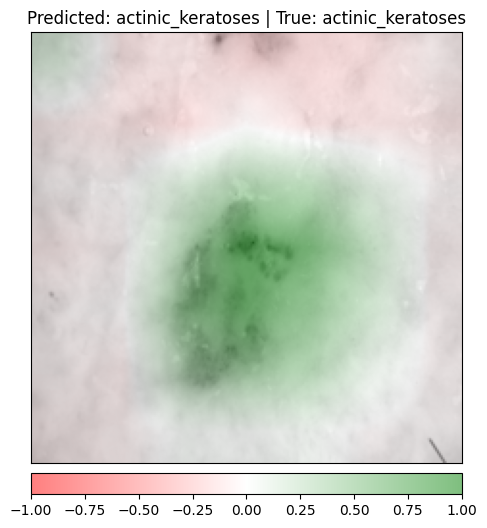 Predicted: actinic_keratoses | True: actinic_keratoses
−1.00 −0.75 −0.50 −0.25 0.00 0.25 0.50 0.75 1.00